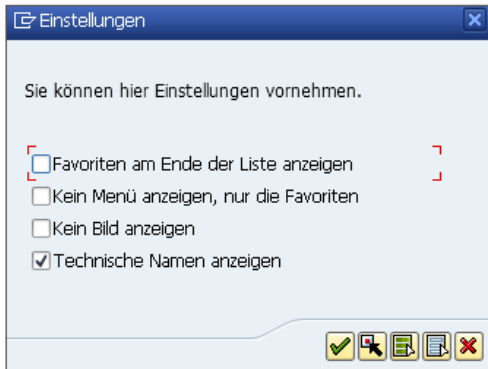 Einstellungen
Sie können hier Einstellungen vornehmen.
Favoriten am Ende der Liste anzeigen
Kein Menü anzeigen, nur die Favoriten
Kein Bild anzeigen
Technische Namen anzeigen